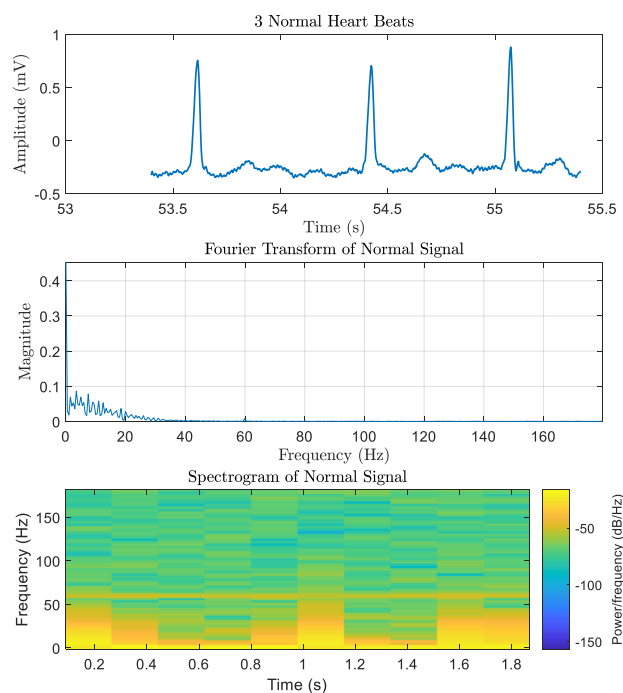 3 Normal Heart Beats
1
0.5
0
-0.5
Amplitude (mV)
53 53.5 54 54.5 55 55.5
Time (s)
Fourier Transform of Normal Signal
0.4
0.3
0.2
0.1
0
Magnitude
0 20 40 60 80 100 120 140 160
Frequency (Hz)
Spectrogram of Normal Signal
150
100
50
0
Frequency (Hz)
0.2 0.4 0.6 0.8 1 1.2 1.4 1.6 1.8
Time (s)
-50
-100
-150
Power/frequency (dB/Hz)